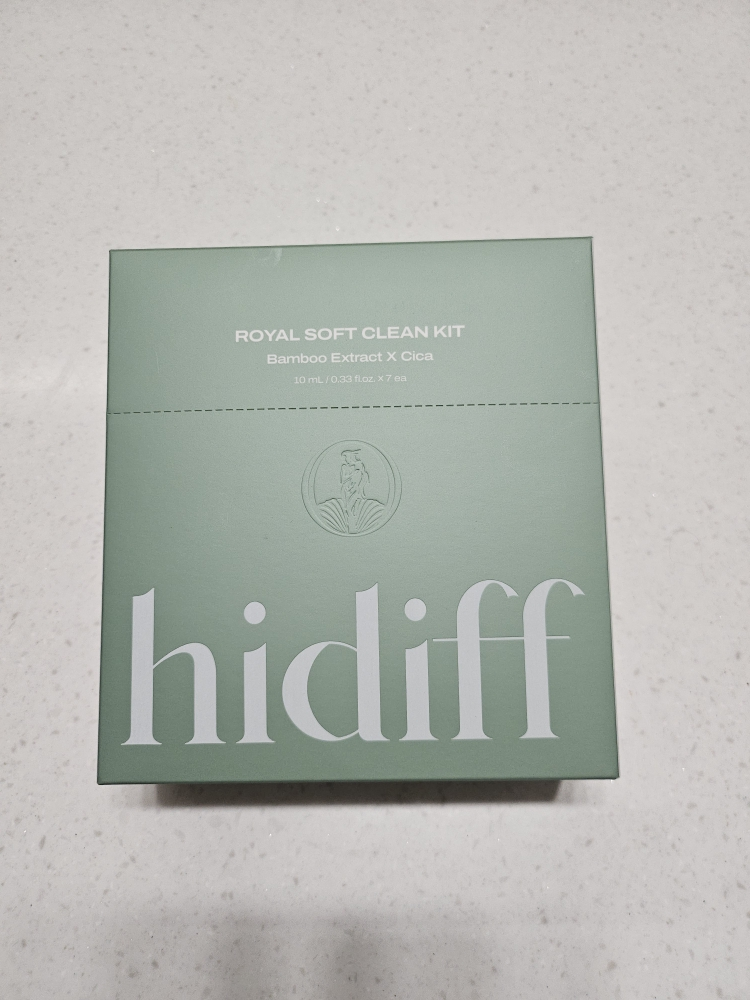 ROYAL SOFT CLEAN KIT
Bamboo Extract X Cica
10 mL / 0.33 fl.oz. X 7 ea
hidiff